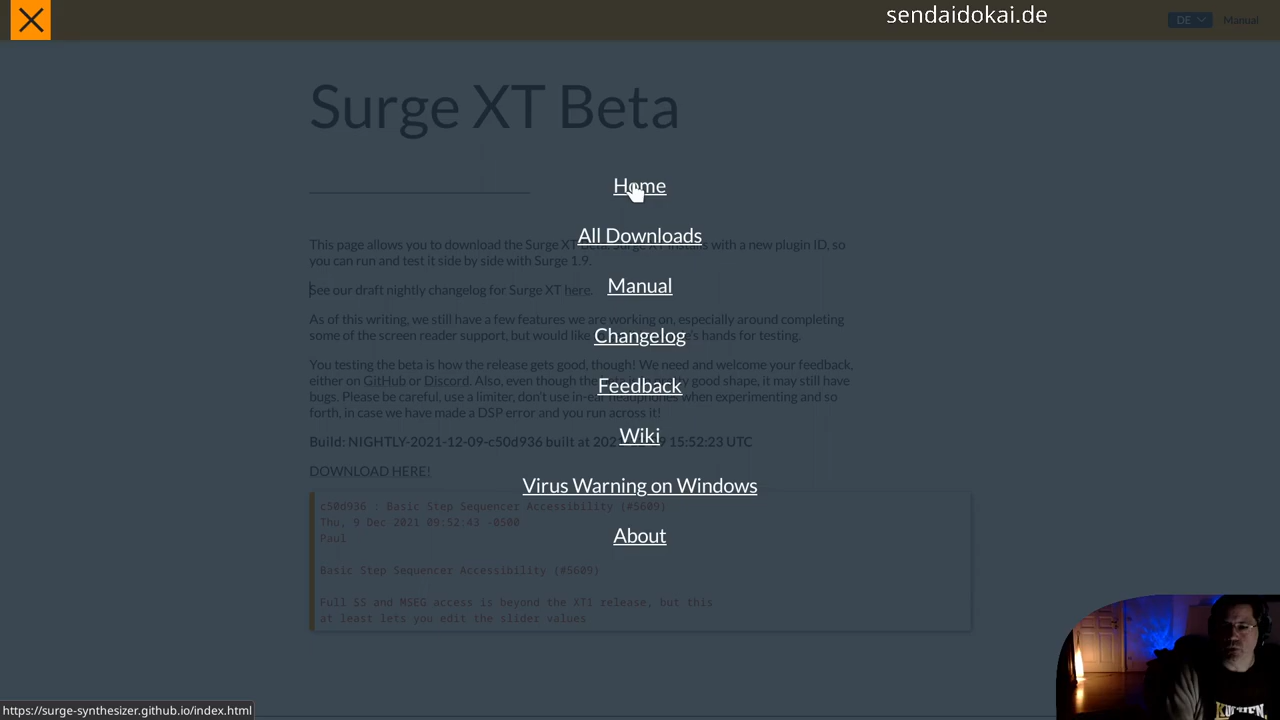 sendaidokai.de
DE
Manual
Surge XT Beta
Home
All Downloads
Manual
Changelog
Feedback
Wiki
Virus Warning on Windows
About
This page allows you to download the Surge XT Beta. Surge XT installs with a new plugin ID, so
you can run and test it side by side with Surge 1.9.
See our draft nightly changelog for Surge XT here.
As of this writing, we still have a few features we are working on, especially around completing
some of the screen reader support, but would like 's hands for testing.
You testing the beta is how the release gets good, though! We need and welcome your feedback,
either on GitHub or Discord. Also, even though the good shape, it may still have
bugs. Please be careful, use a limiter, don't use in-ear headphones when experimenting and so
forth, in case we have made a DSP error and you run across it!
Build: NIGHTLY-2021-12-09-c50d936 built at 15:52:23 UTC
DOWNLOAD HERE!
c50d936 : Basic Step Sequencer Accessibility (#5609)
Thu, 9 Dec 2021 09:52:43 -0500
Paul
Basic Step Sequencer Accessibility (#5609)
Full SS and MSEG access is beyond the XT1 release, but this
at least lets you edit the slider values
https://surge-synthesizer.github.io/index.html